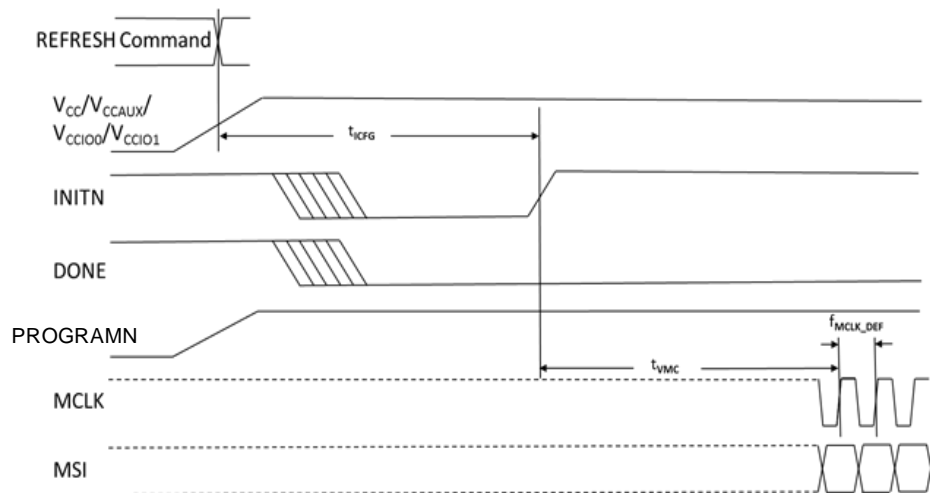 REFRESH Command
VCC/VCCAUX/
VCCIO0/VCCIO1
tICFG
INITN
DONE
PROGRAMN
fMCLK_DEF
tVMC
MCLK
MSI